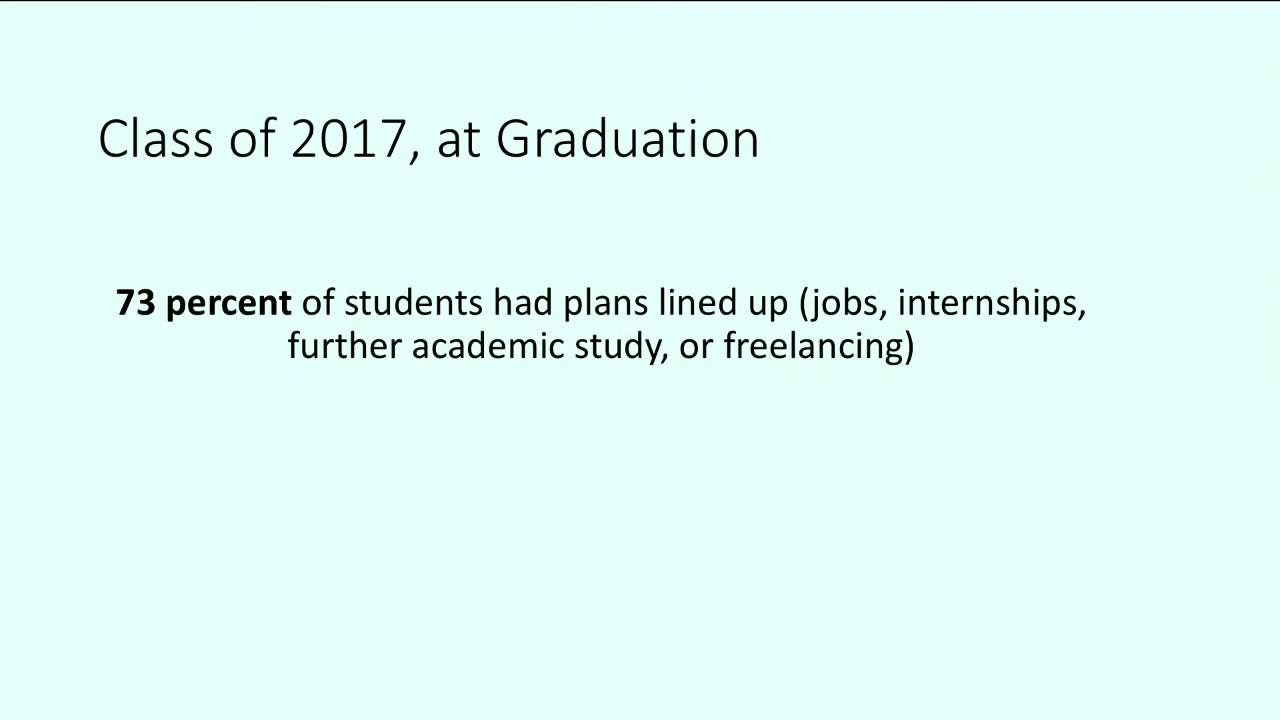 Class of 2017, at Graduation
73 percent of students had plans lined up (jobs, internships,
further academic study, or freelancing)